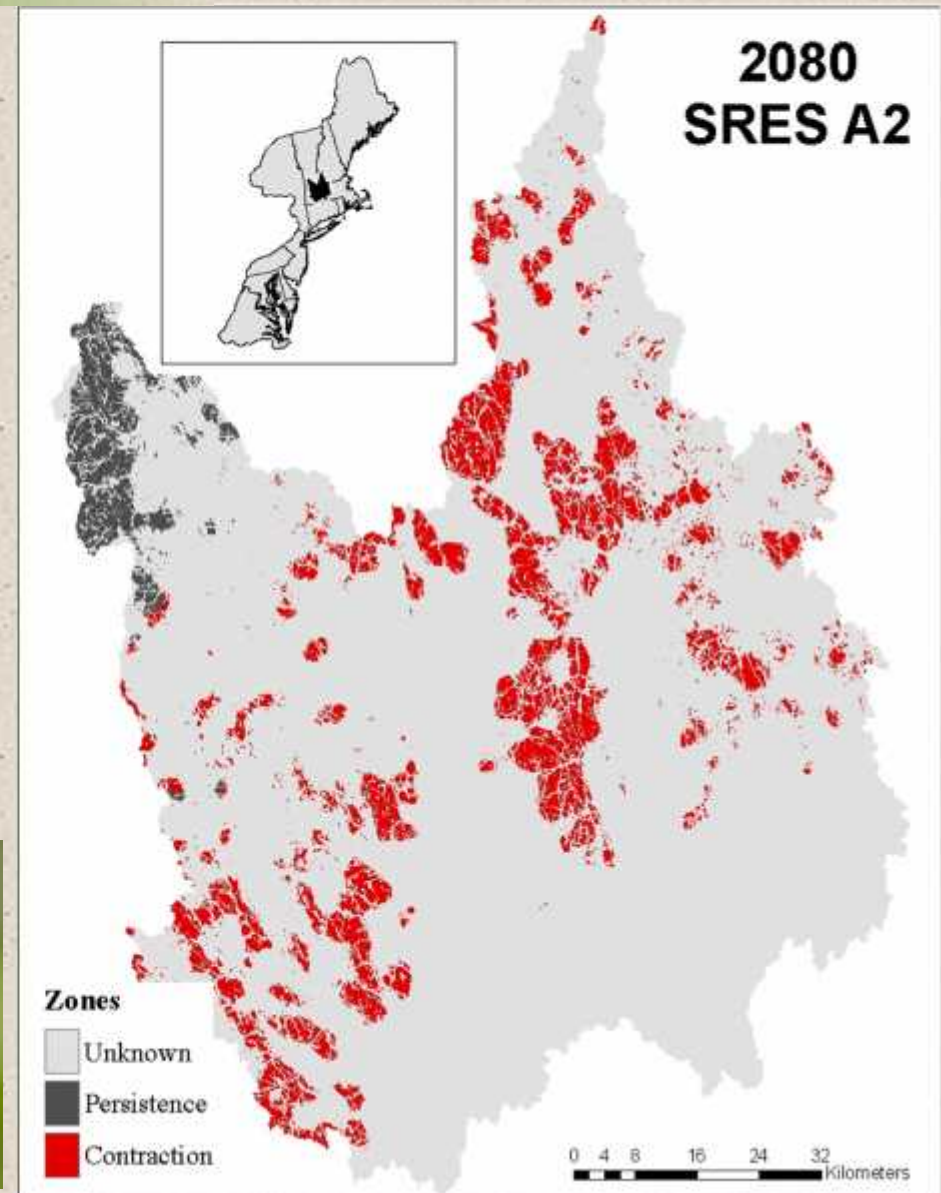 2080
SRES A2
Zones
Unknown
Persistence
Contraction
0 4 8 16 24 32
Kilometers